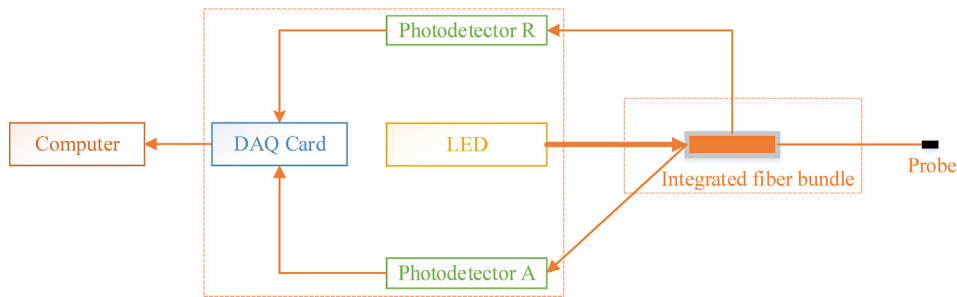 Photodetector R
Computer
DAQ Card
LED
Integrated fiber bundle
Probe
Photodetector A